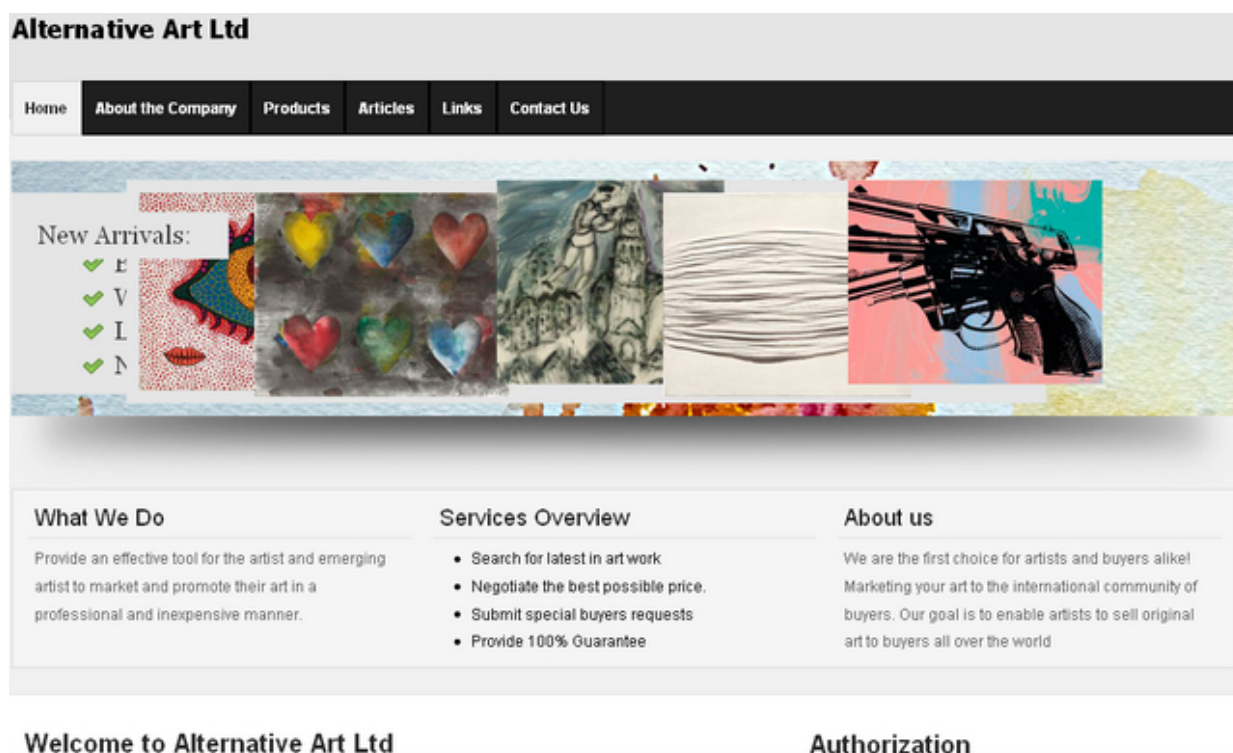 Alternative Art Ltd
Home About the Company Products Articles Links Contact Us
New Arrivals:
What We Do
Provide an effective tool for the artist and emerging
artist to market and promote their art in a
professional and inexpensive manner.
Services Overview
Search for latest in art work
Negotiate the best possible price.
Submit special buyers requests
Provide 100% Guarantee
About us
We are the first choice for artists and buyers alike!
Marketing your art to the international community of
buyers. Our goal is to enable artists to sell original
art to buyers all over the world
Welcome to Alternative Art Ltd
Authorization